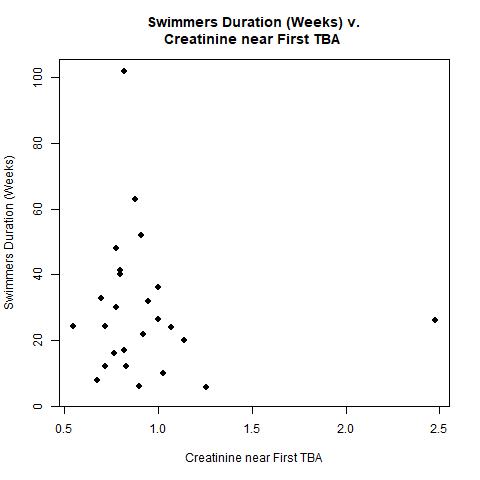 Swimmers Duration (Weeks) v.
Creatinine near First TBA
Swimmers Duration (Weeks)
100
80
60
40
20
0
0.5 1.0 1.5 2.0 2.5
Creatinine near First TBA